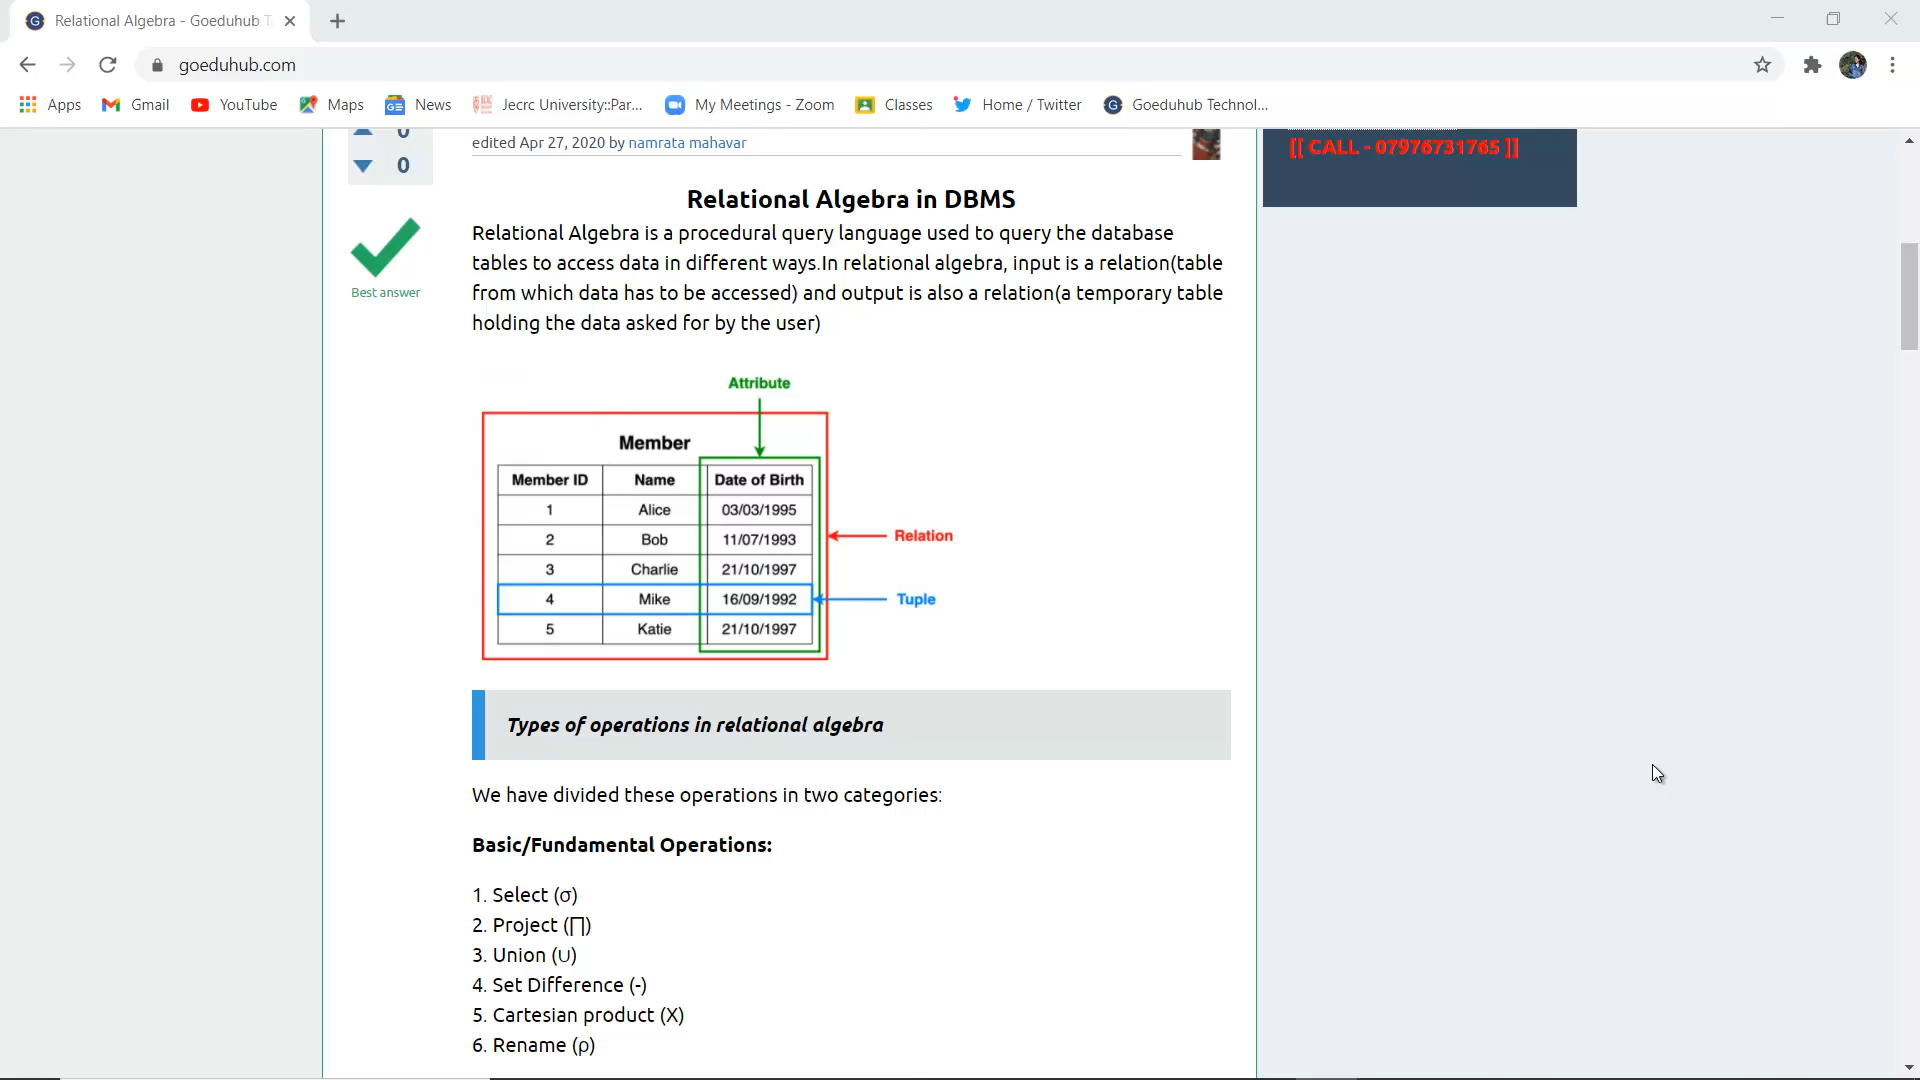 Relational Algebra - Goeduhub T
goeduhub.com
Apps Gmail YouTube Maps News Jecrc University::Par... My Meetings - Zoom Classes Home / Twitter Goeduhub Technol...
0
edited Apr 27, 2020 by namrata mahavar
[[ CALL - 07976731765 ]]
0
Relational Algebra in DBMS
Relational Algebra is a procedural query language used to query the database
tables to access data in different ways.In relational algebra, input is a relation(table
from which data has to be accessed) and output is also a relation(a temporary table
holding the data asked for by the user)
Best answer
Attribute
Member
Member ID Name Date of Birth
1 Alice 03/03/1995
2 Bob 11/07/1993
Relation
3 Charlie 21/10/1997
4 Mike 16/09/1992
Tuple
5 Katie 21/10/1997
Types of operations in relational algebra
We have divided these operations in two categories:
Basic/Fundamental Operations:
1. Select (σ)
2. Project (∏)
3. Union (∪)
4. Set Difference (-)
5. Cartesian product (X)
6. Rename (ρ)